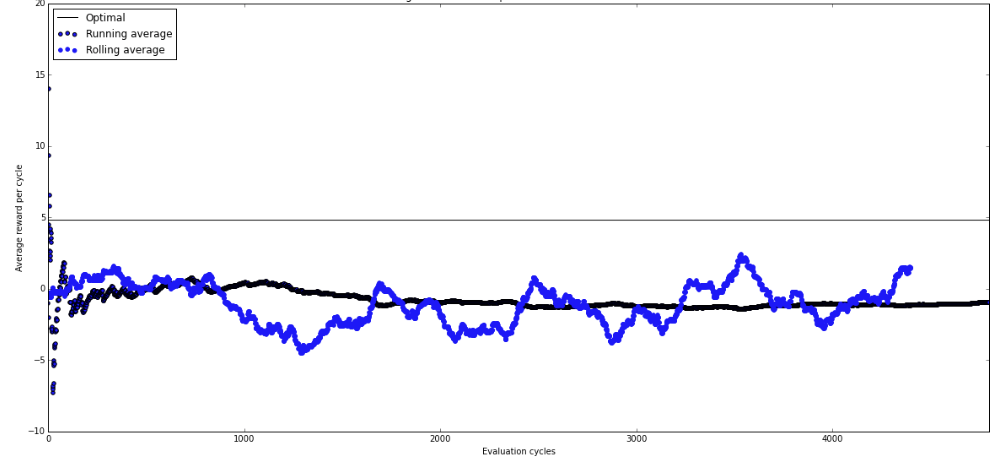 20
Optimal
Running average
Rolling average
15
10
5
0
−5
−10
Average reward per cycle
0 1000 2000 3000 4000
Evaluation cycles